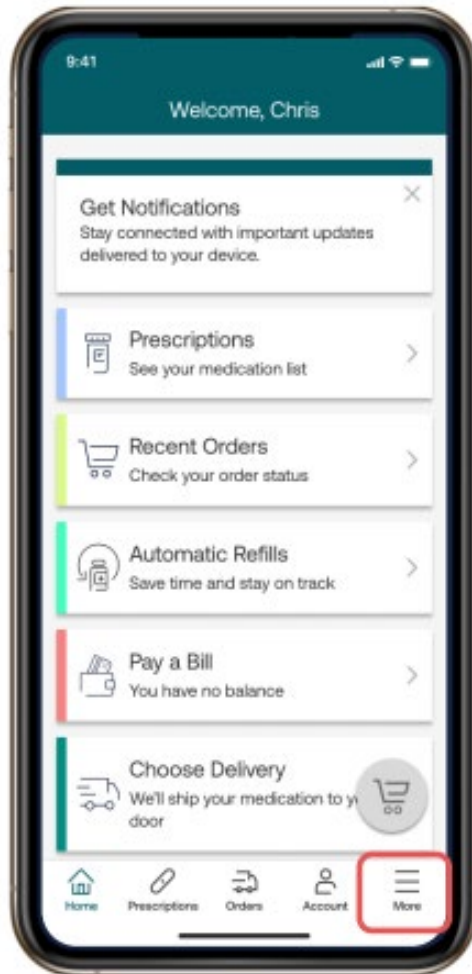 9:41
Welcome, Chris
Get Notifications
Stay connected with important updates
delivered to your device.
Prescriptions
See your medication list
Recent Orders
Check your order status
Automatic Refills
Save time and stay on track
Pay a Bill
You have no balance
Choose Delivery
We'll ship your medication to y
door
Home
Prescriptions
Orders
Account
More